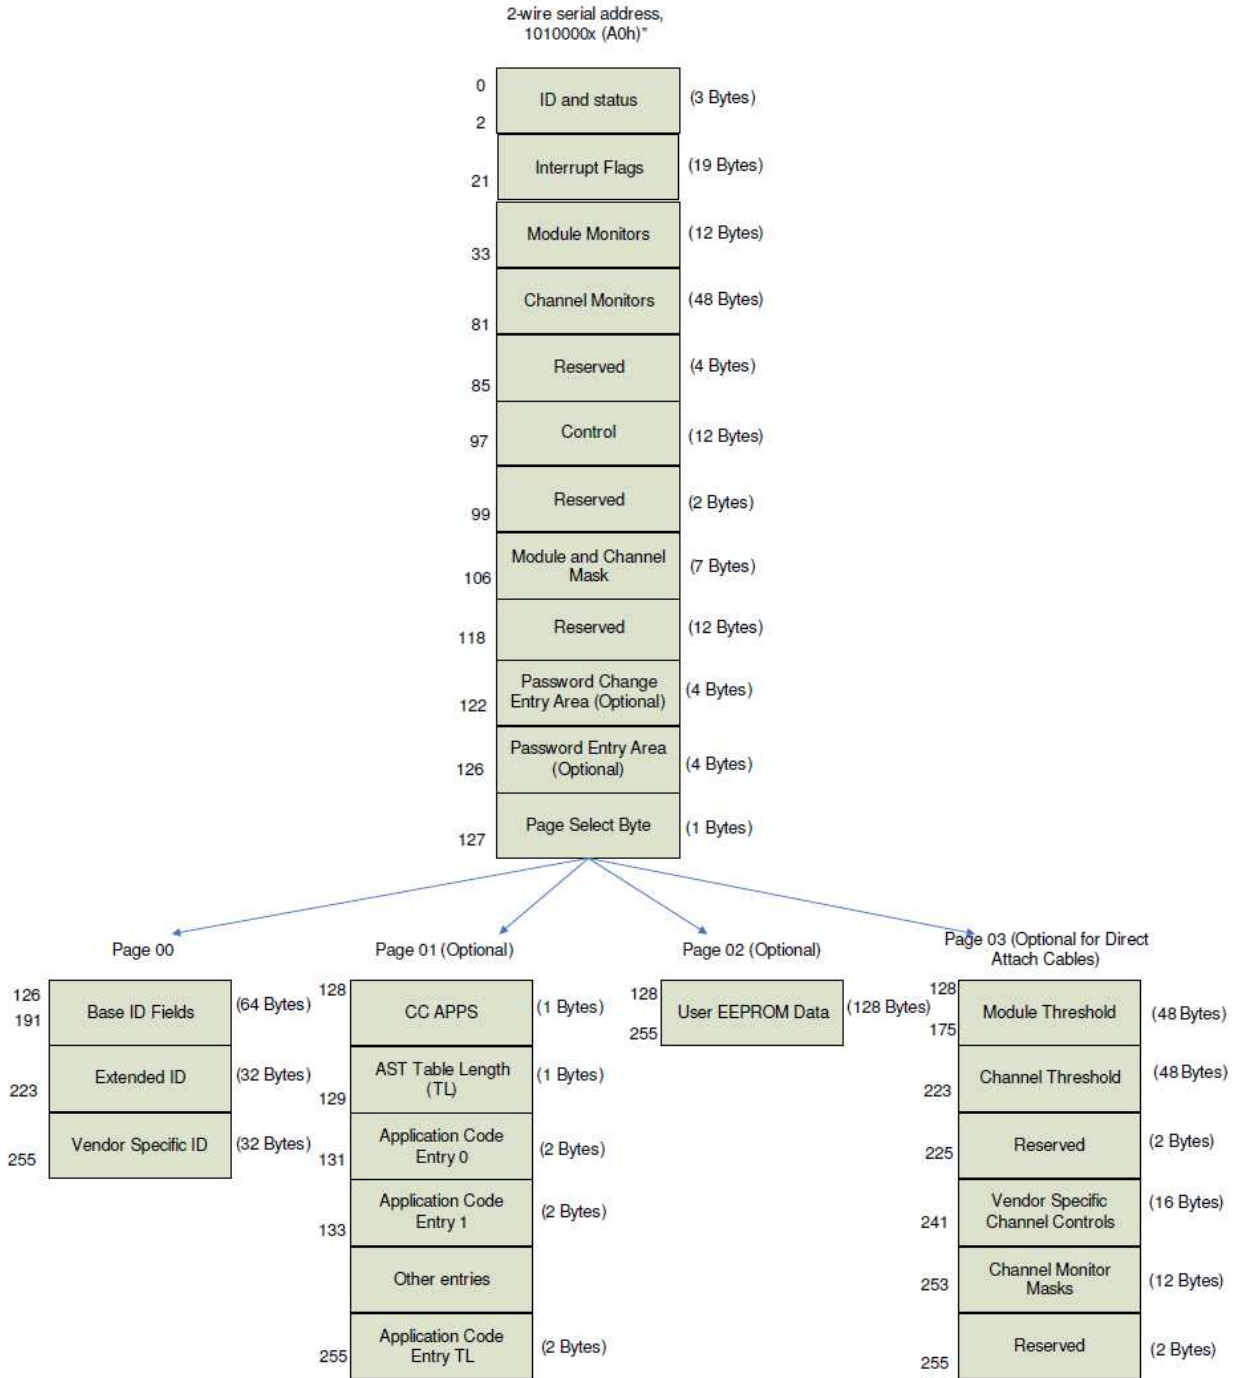 2-wire serial address,
1010000x (A0h)"
0
ID and status
(3 Bytes)
2
Interrupt Flags
(19 Bytes)
21
Module Monitors
(12 Bytes)
33
Channel Monitors
(48 Bytes)
81
Reserved
(4 Bytes)
85
Control
(12 Bytes)
97
Reserved
(2 Bytes)
99
Module and Channel
Mask
(7 Bytes)
106
Reserved
(12 Bytes)
118
Password Change
Entry Area (Optional)
(4 Bytes)
122
Password Entry Area
(Optional)
(4 Bytes)
126
Page Select Byte
(1 Bytes)
127
Page 00
126
191
Base ID Fields
(64 Bytes)
Extended ID
(32 Bytes)
223
Vendor Specific ID
(32 Bytes)
255
Page 01 (Optional)
128
CC APPS
(1 Bytes)
AST Table Length
(TL)
(1 Bytes)
129
Application Code
Entry 0
(2 Bytes)
131
Application Code
Entry 1
(2 Bytes)
133
Other entries
Application Code
Entry TL
(2 Bytes)
255
Page 02 (Optional)
128
User EEPROM Data
(128 Bytes)
255
Page 03 (Optional for Direct
Attach Cables)
128
Module Threshold
(48 Bytes)
175
Channel Threshold
(48 Bytes)
223
Reserved
(2 Bytes)
225
Vendor Specific
Channel Controls
(16 Bytes)
241
Channel Monitor
Masks
(12 Bytes)
253
Reserved
(2 Bytes)
255